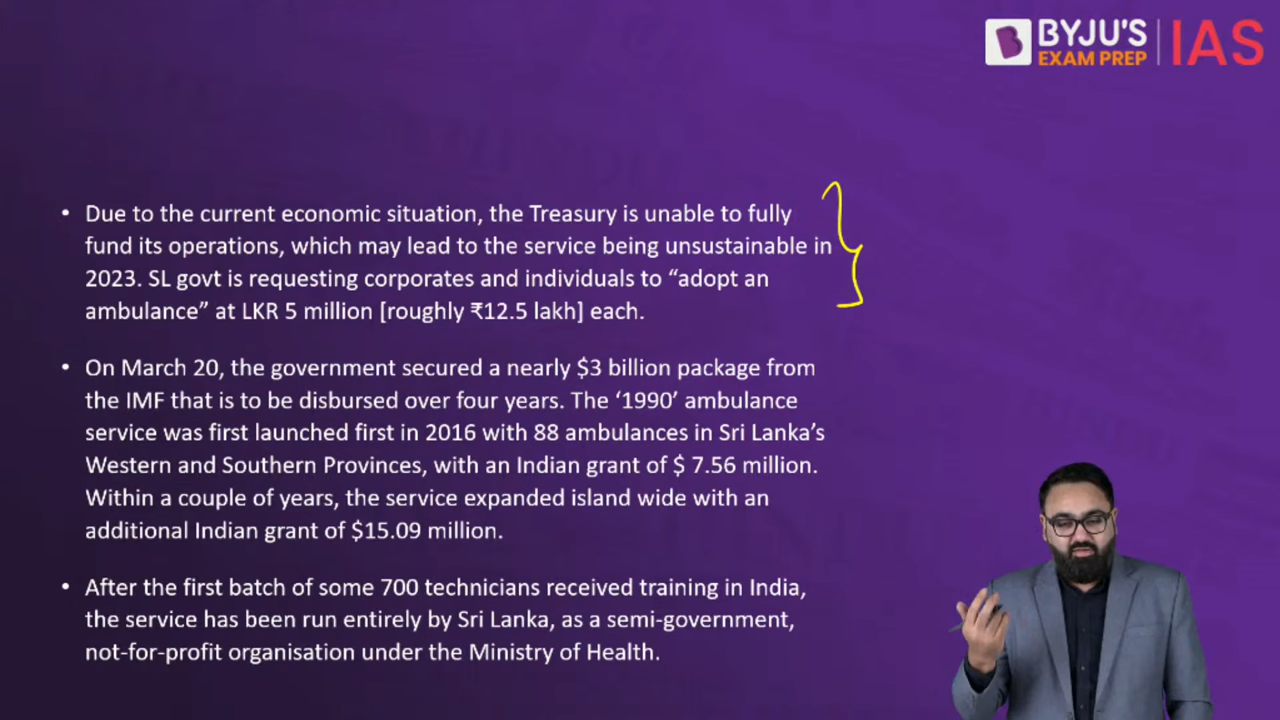 BYJU'S
EXAM PREP
IAS
• Due to the current economic situation, the Treasury is unable to fully
fund its operations, which may lead to the service being unsustainable in
2023. SL govt is requesting corporates and individuals to “adopt an
ambulance” at LKR 5 million [roughly ₹12.5 lakh] each.
• On March 20, the government secured a nearly $3 billion package from
the IMF that is to be disbursed over four years. The ‘1990’ ambulance
service was first launched first in 2016 with 88 ambulances in Sri Lanka’s
Western and Southern Provinces, with an Indian grant of $ 7.56 million.
Within a couple of years, the service expanded island wide with an
additional Indian grant of $15.09 million.
• After the first batch of some 700 technicians received training in India,
the service has been run entirely by Sri Lanka, as a semi-government,
not-for-profit organisation under the Ministry of Health.